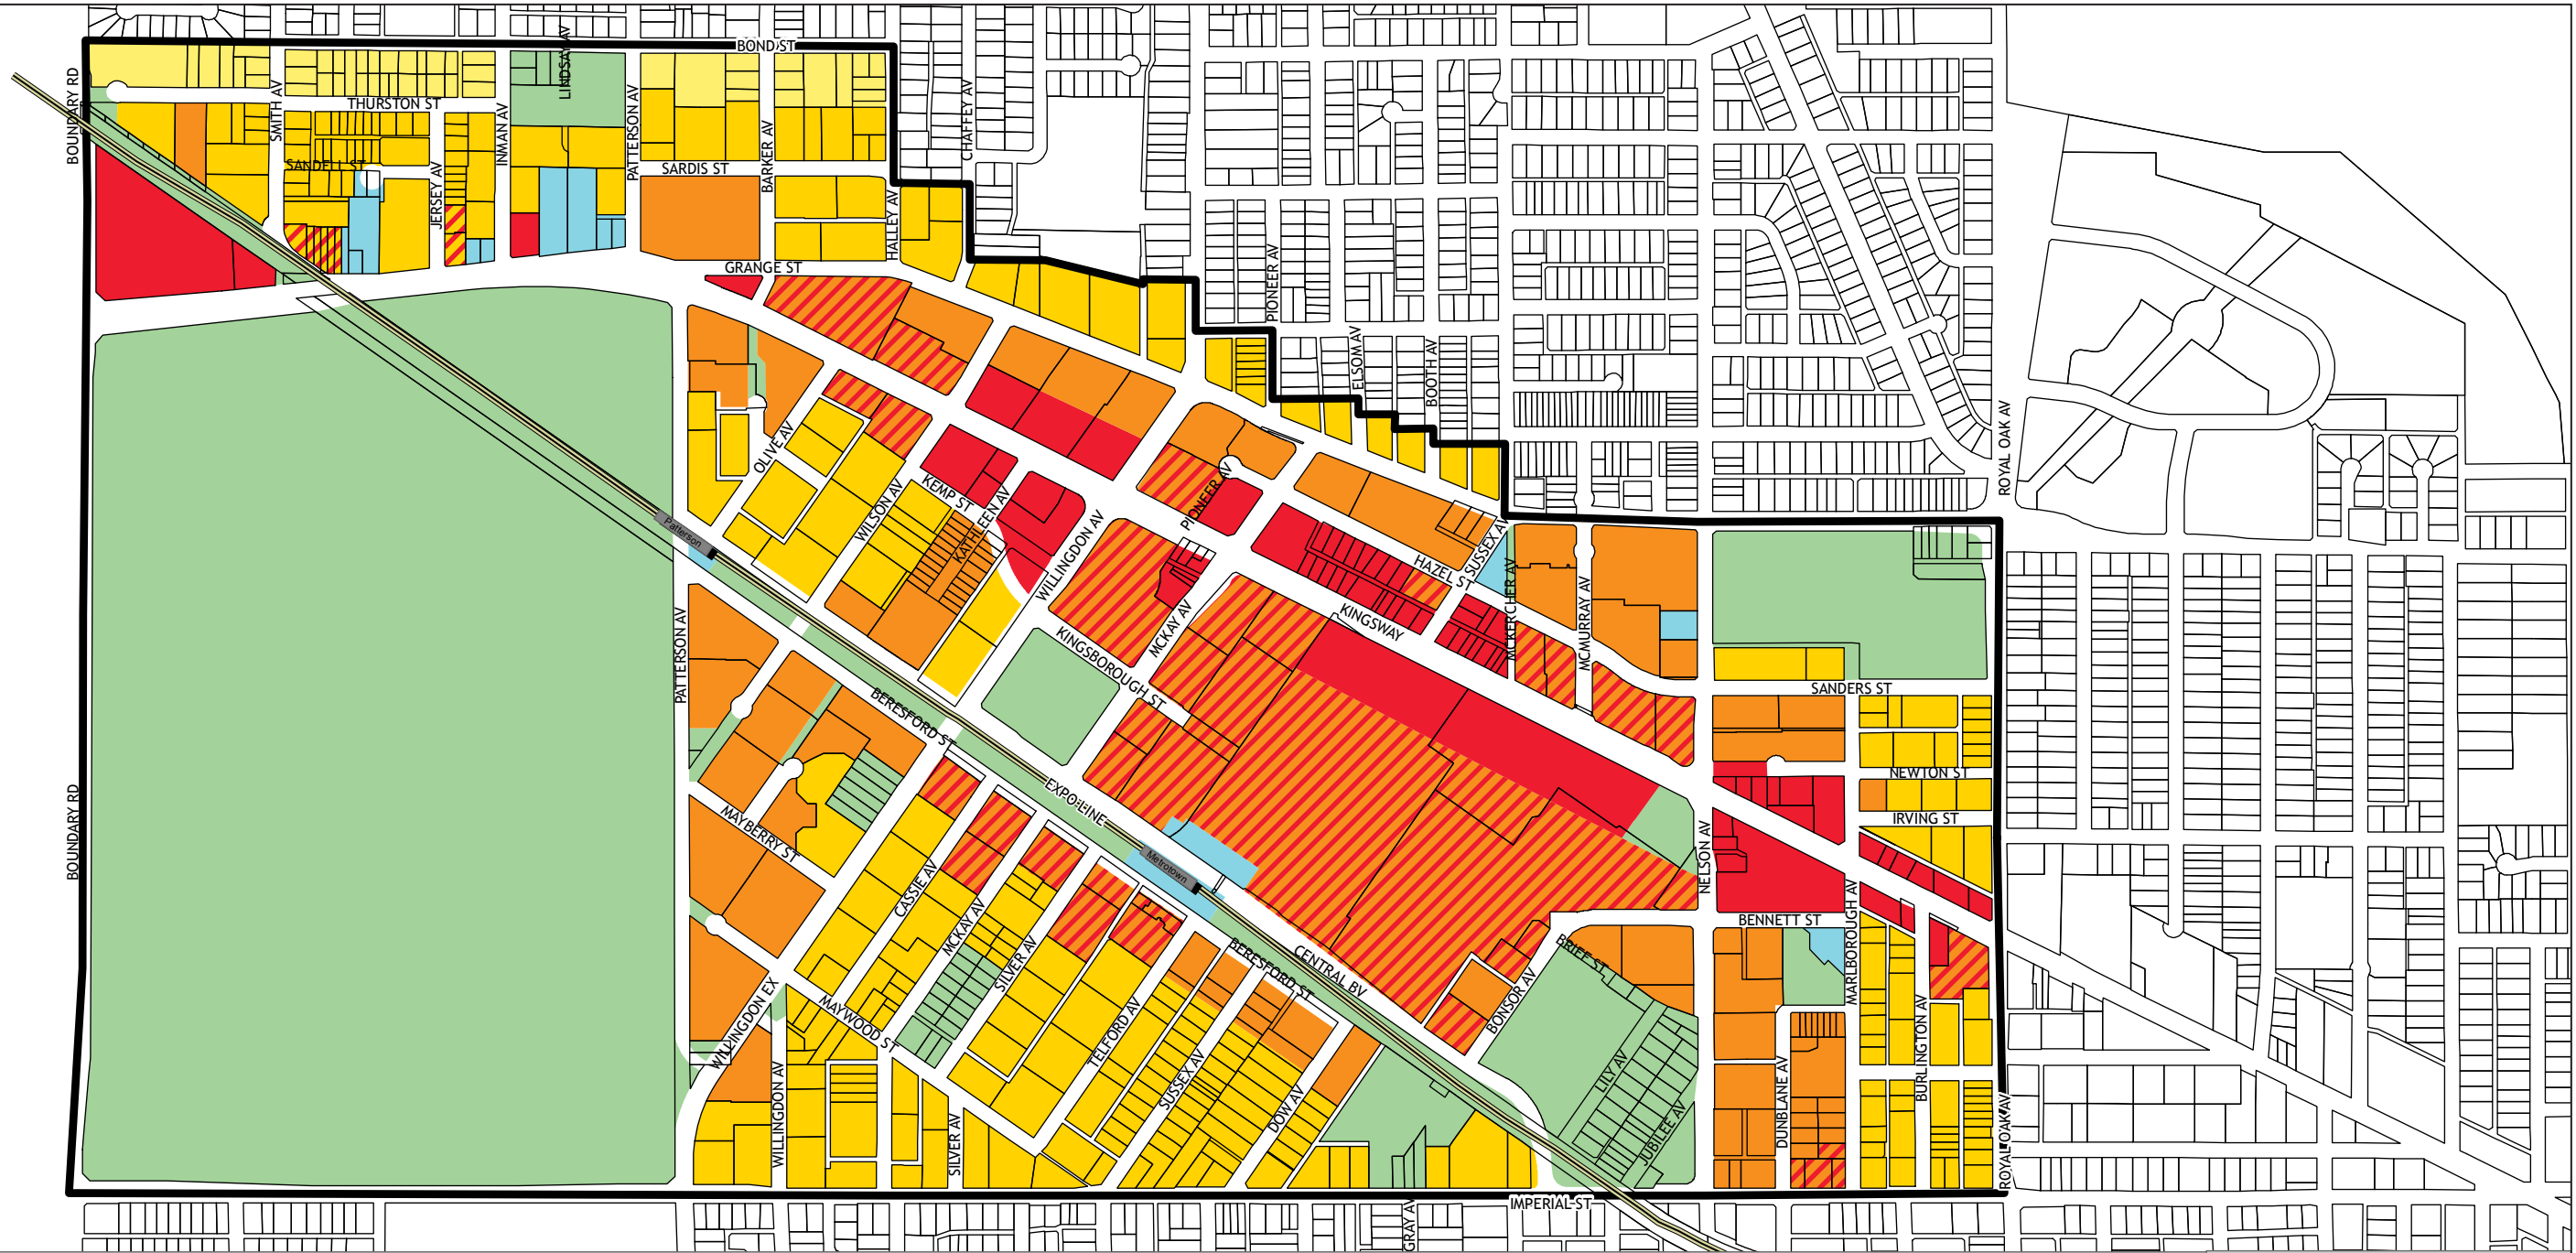 BOND ST
LINDSAY AV
BOUNDARY RD
SMITH AV
THURSTON ST
INMAN AV
PATTERSON AV
BARKER AV
CHAFFEY AV
SANDELL ST
SARDIS ST
JERSEY AV
HALLEY AV
GRANGE ST
PIONEER AV
ELSOM AV
BOOTH AV
ROYAL OAK AV
OLIVE AV
WILSON AV
KEMP ST
KATHLEEN AV
WILLINGDON AV
PIONEER AV
Patterson
SUSSEX AV
HAZEL ST
MCKERCHER AV
MCMURRAY AV
KINGSWAY
MCKAY AV
KINGSBOROUGH ST
PATTERSON AV
SANDERS ST
BERESFORD ST
NEWTON ST
EXPO LINE
IRVING ST
BOUNDARY RD
MAYBERRY ST
NELSON AV
Metrotown
CASSIE AV
MARLBOROUGH AV
BENNETT ST
MCKAY AV
SILVER AV
BERESFORD ST
CENTRAL BV
BRIEF ST
BONSOR AV
WILLINGDON EX
MAYWOOD ST
TELFORD AV
SUSSEX AV
LILY AV
BURLINGTON AV
DUNBLANE AV
DOW AV
WILLINGDON AV
SILVER AV
JUBILEE AV
ROYAL OAK AV
IMPERIAL ST
GRAY AV